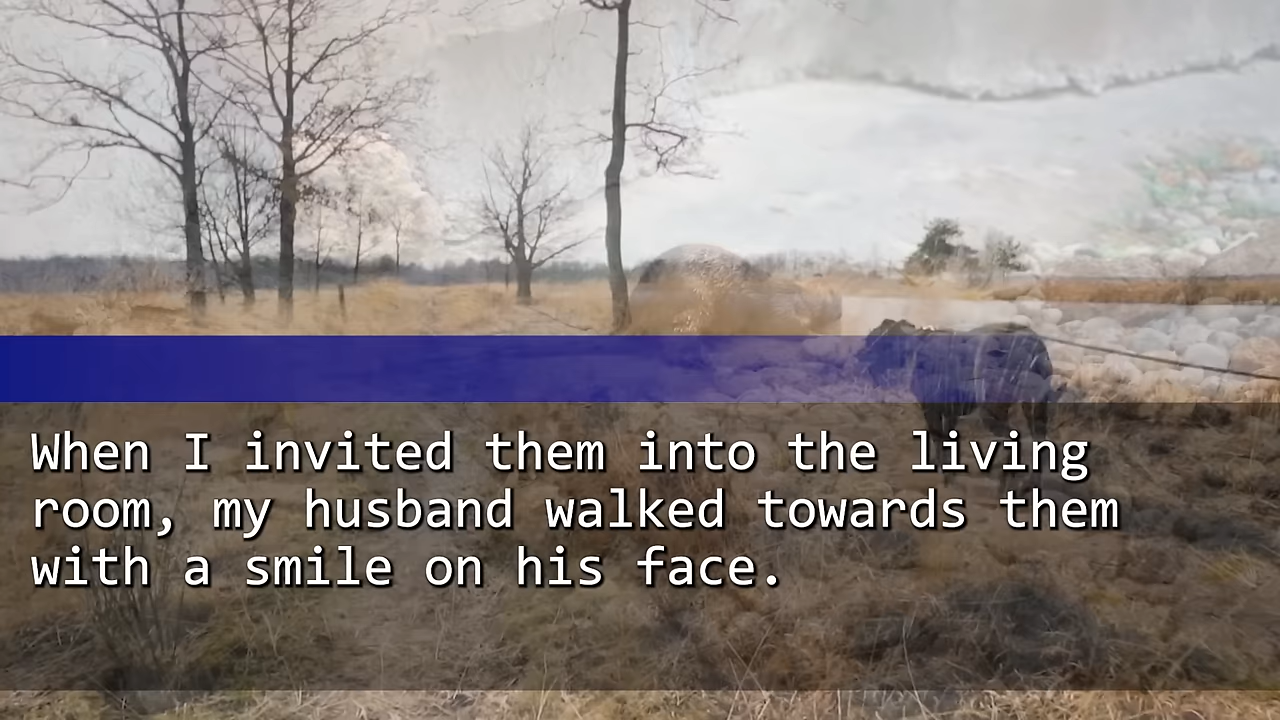 When I invited them into the living
room, my husband walked towards them
with a smile on his face.